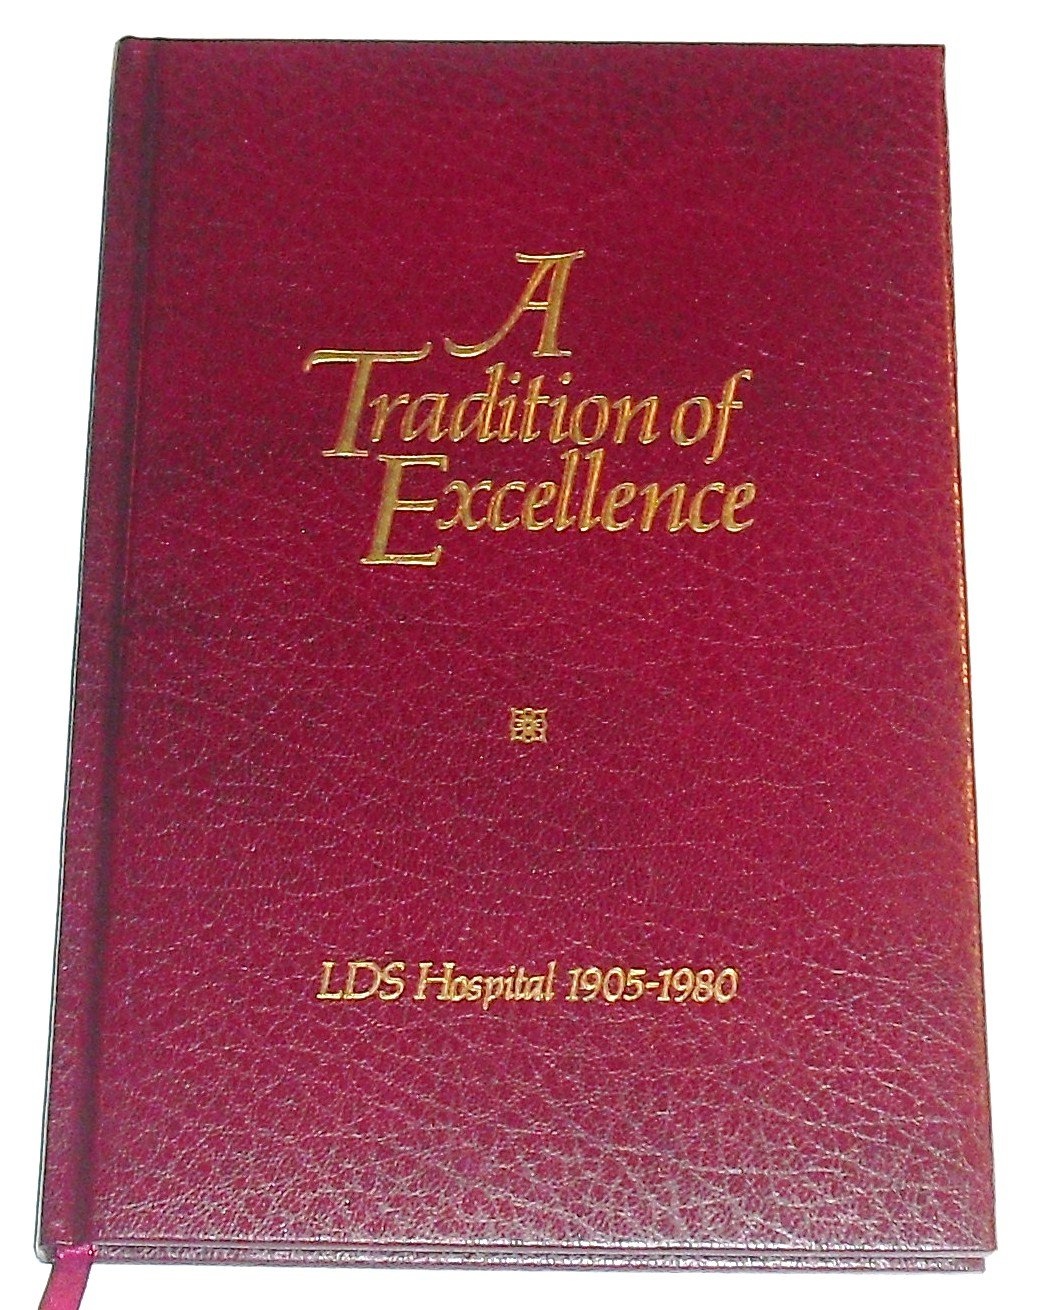 A
Tradition of
Excellence
LDS Hospital 1905-1980